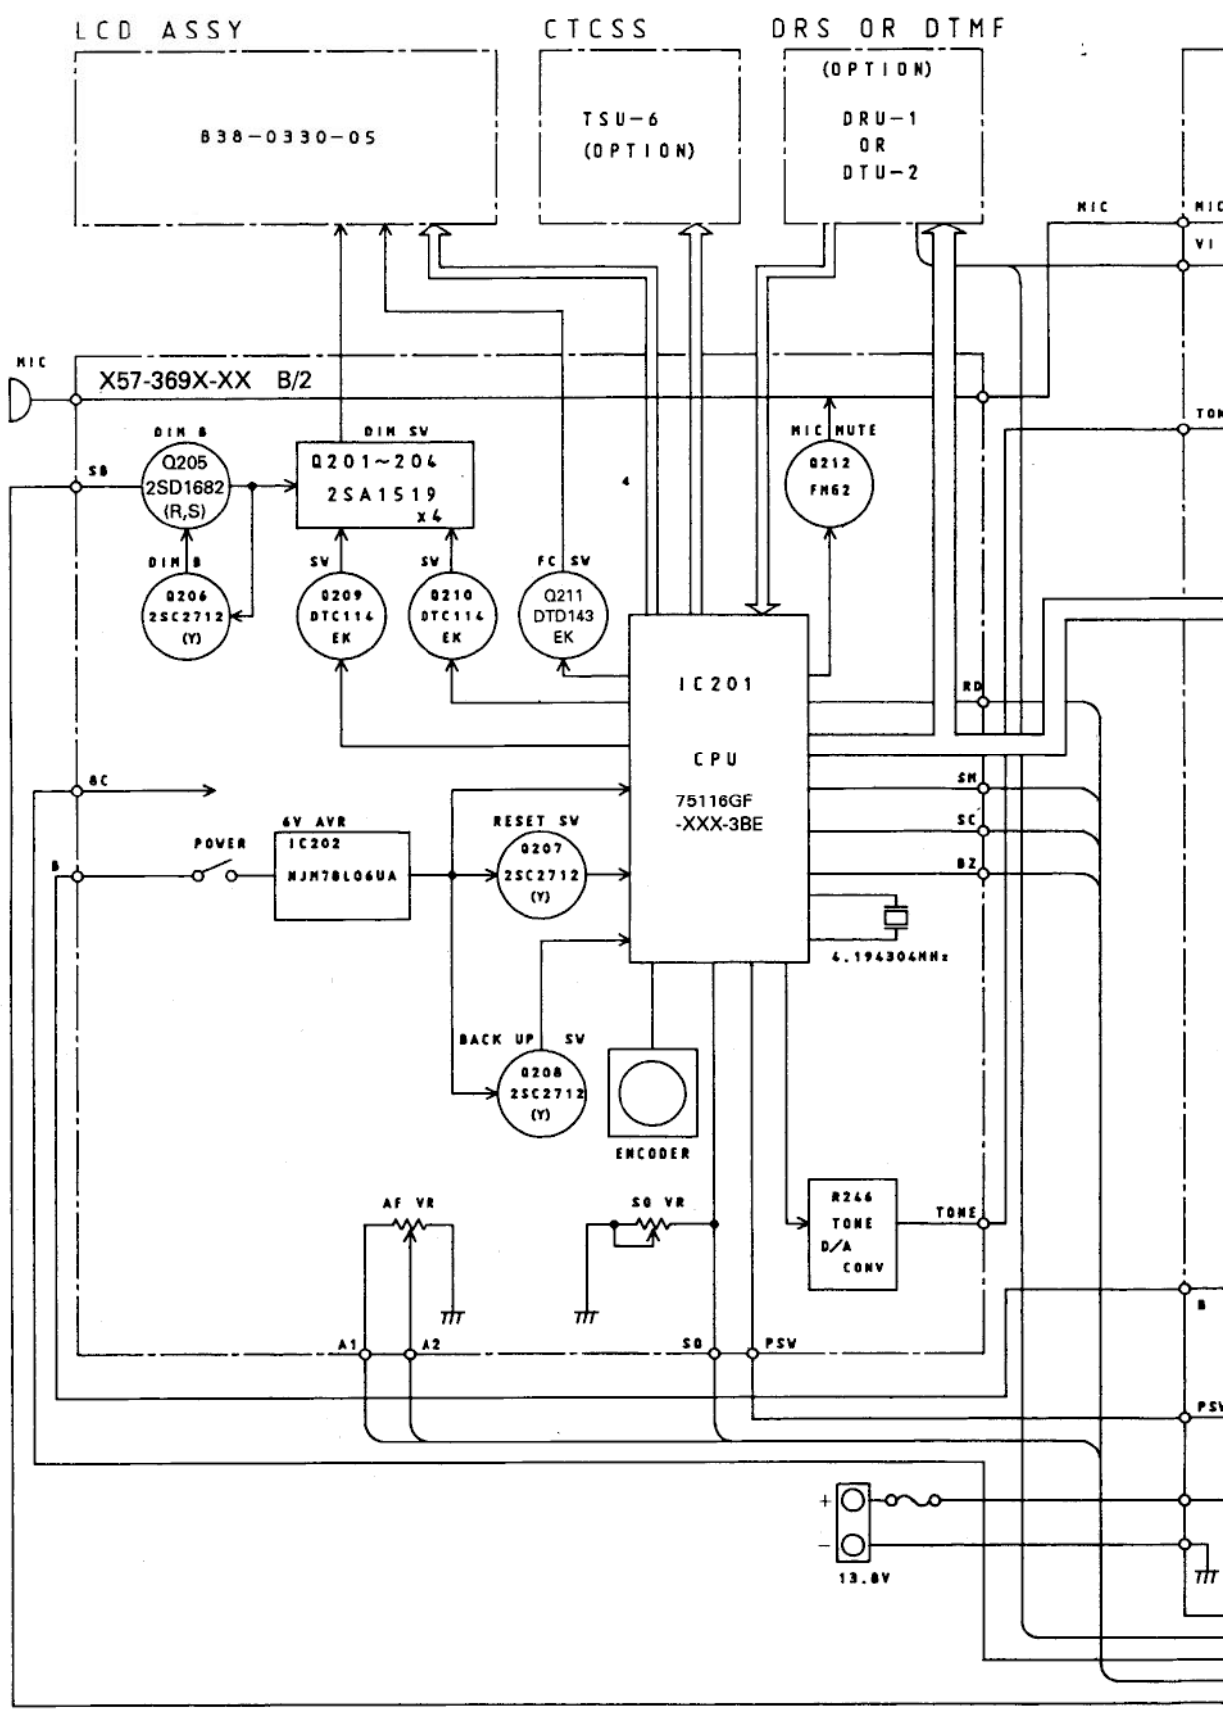 LCD ASSY
CTCSS
DRS OR DTMF
B38-0330-05
TSU-6
(OPTION)
(OPTION)
DRU-1
OR
DTU-2
MIC
MIC
VI
MIC
X57-369X-XX B/2
TON
DIM B
Q205
2SD1682
(R,S)
SB
DIM SW
Q201~204
2SA1519
x4
4
MIC MUTE
Q212
FMG2
DIM B
Q206
2SC2712
(Y)
SW
Q209
DTC114
EK
SW
Q210
DTC114
EK
FC SW
Q211
DTD143
EK
IC201
CPU
75116GF
-XXX-3BE
RD
8C
SM
SC
BZ
4.194304MHz
B
POWER
6V AVR
IC202
NJM78L06UA
RESET SW
Q207
2SC2712
(Y)
BACK UP SW
Q208
2SC2712
(Y)
ENCODER
AF VR
SQ VR
R246
TONE
D/A
CONV
TONE
A1
A2
SQ
PSW
B
PSW
+
-
13.8V